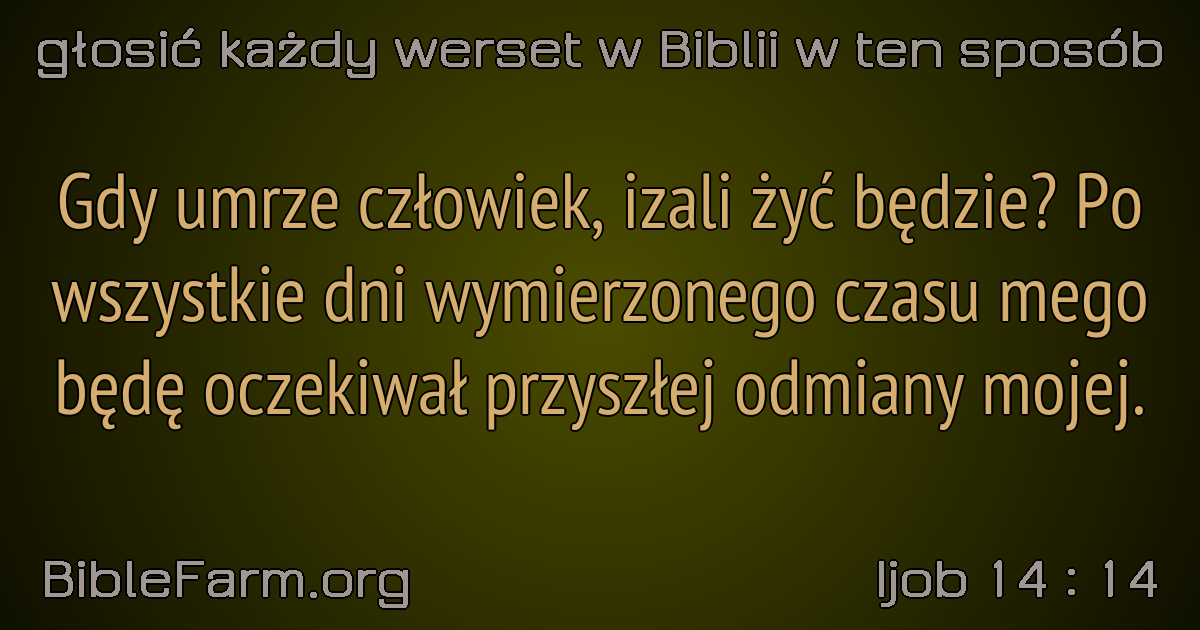 głosić każdy werset w Biblii w ten sposób
Gdy umrze człowiek, izali żyć będzie? Po
wszystkie dni wymierzonego czasu mego
będę oczekiwał przyszłej odmiany mojej.
BibleFarm.org
Ijob 14 : 14